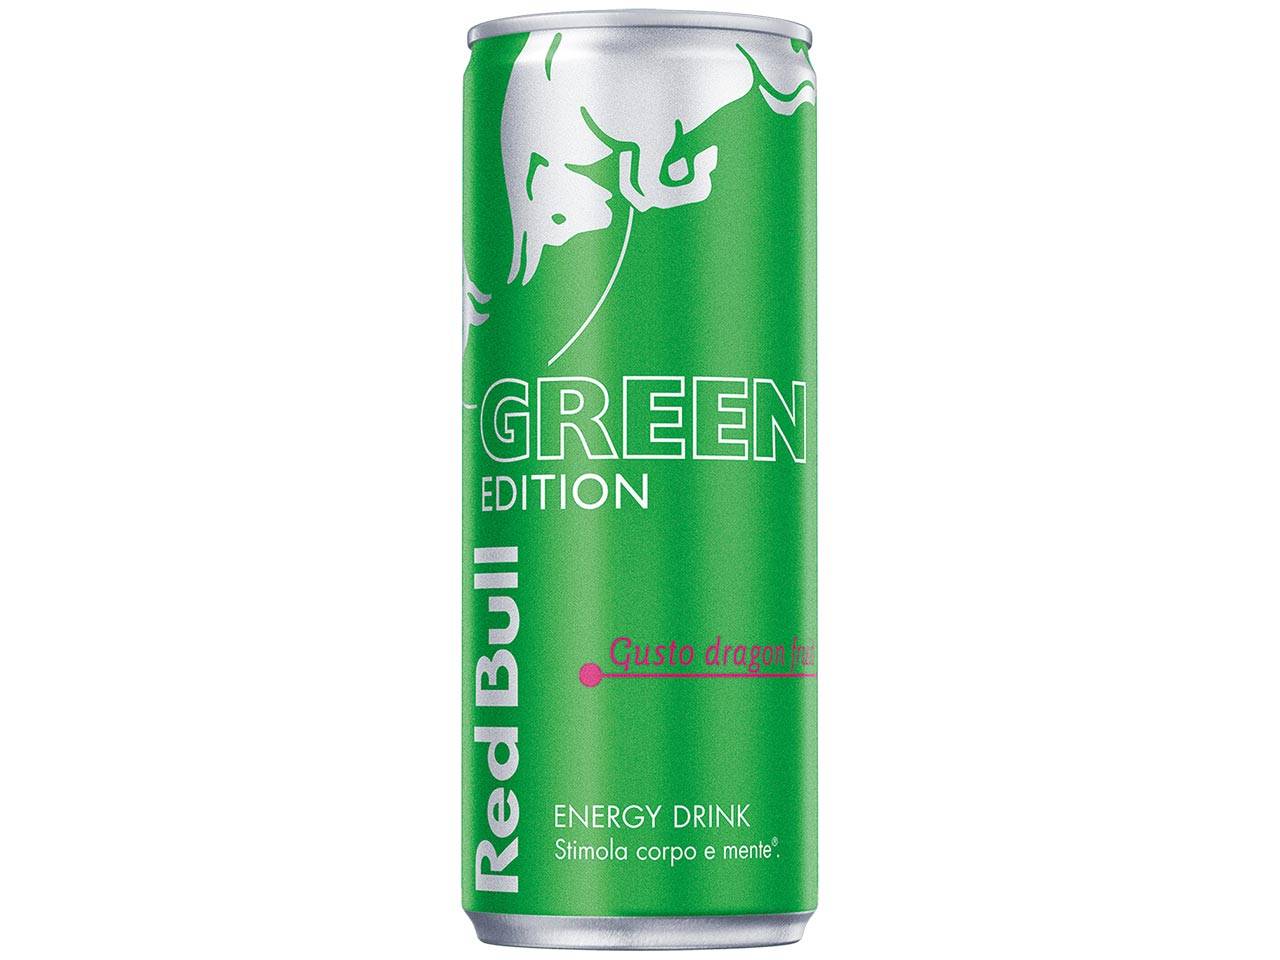 GREEN
EDITION
Red Bull
Gusto dragon
ENERGY DRINK
Stimola corpo e mente®.